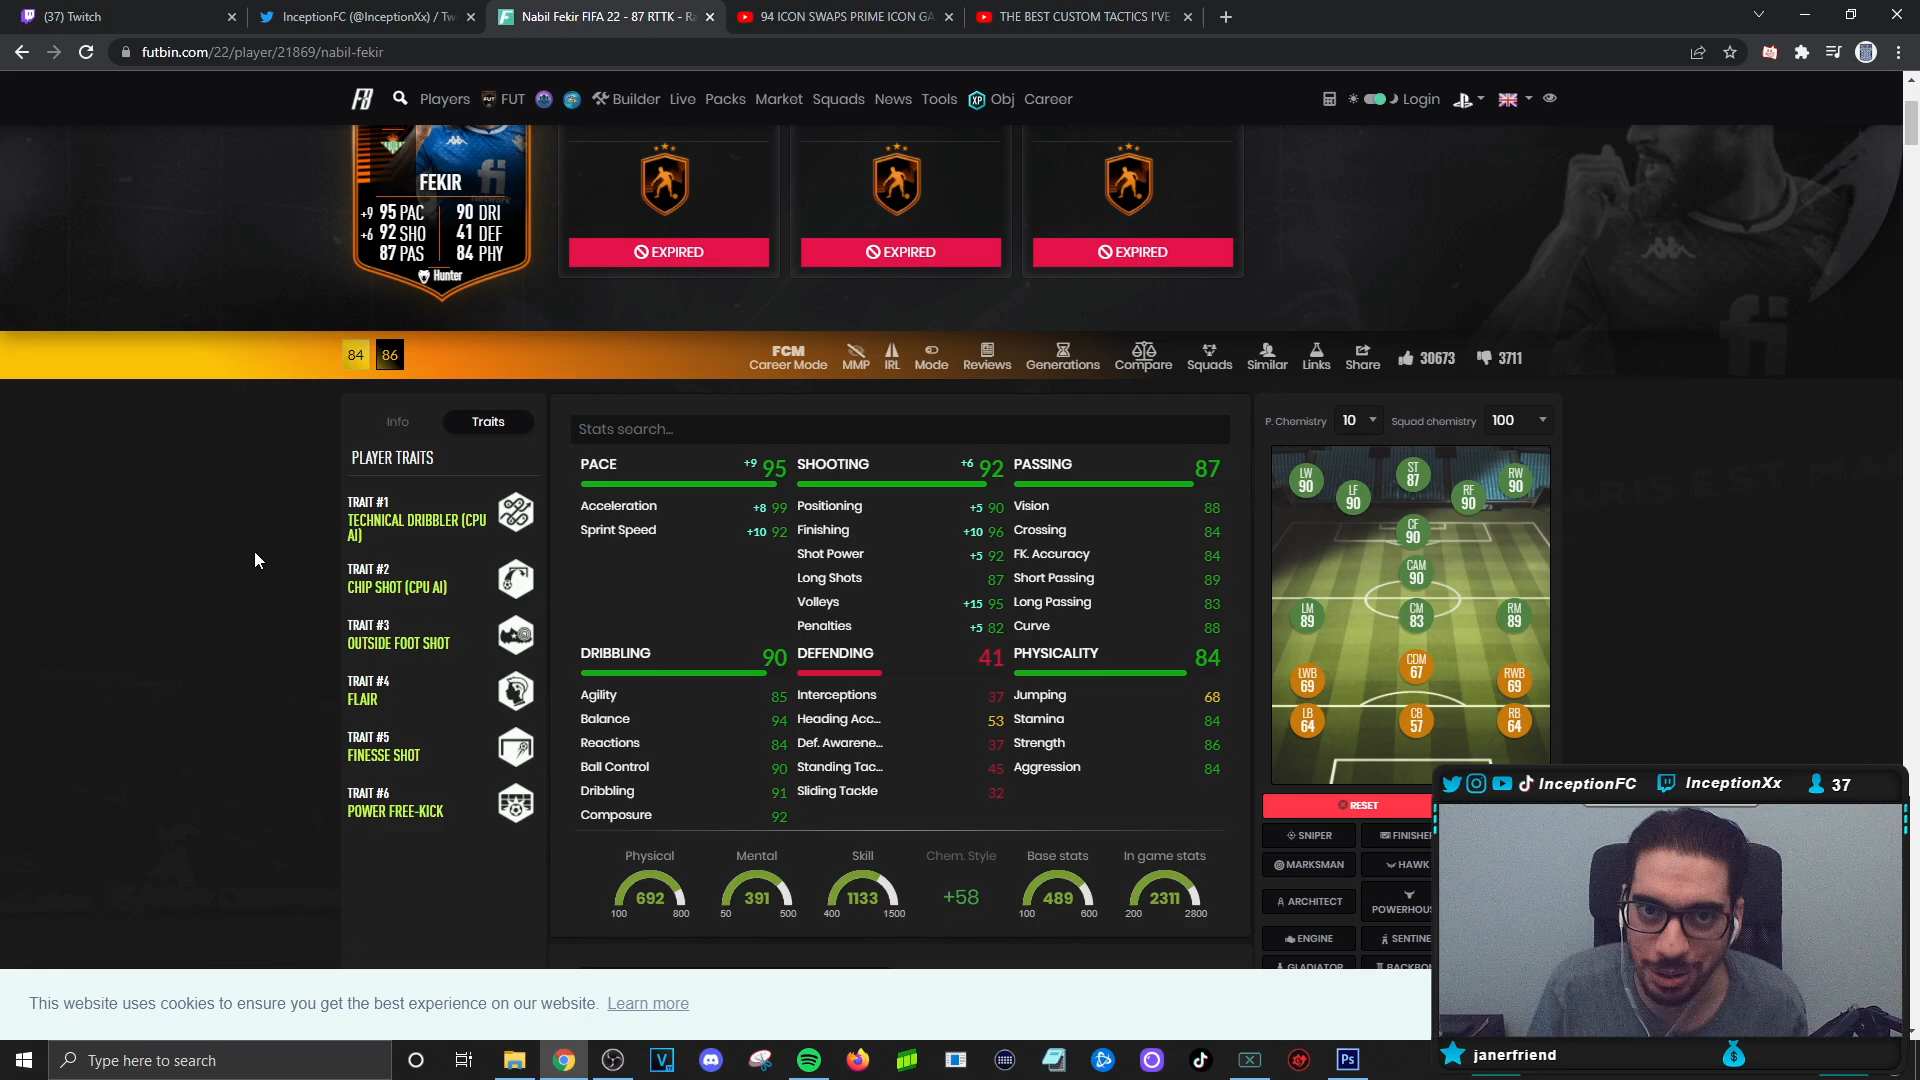 (37) Twitch
InceptionFC (@InceptionXx) / Tw
Nabil Fekir FIFA 22 - 87 RTTK - Ra
94 ICON SWAPS PRIME ICON GA
THE BEST CUSTOM TACTICS I'VE
futbin.com/22/player/21869/nabil-fekir
Players FUT Builder Live Packs Market Squads News Tools XP Obj Career Login
FEKIR
+9 95 PAC 90 DRI
+6 92 SHO 41 DEF
87 PAS 84 PHY
Hunter
EXPIRED EXPIRED EXPIRED
84 86
FCM
Career Mode MMP IRL Mode Reviews Generations Compare Squads Similar Links Share 30673 3711
Info Traits
PLAYER TRAITS
TRAIT #1
TECHNICAL DRIBBLER (CPU
AI)
TRAIT #2
CHIP SHOT (CPU AI)
TRAIT #3
OUTSIDE FOOT SHOT
TRAIT #4
FLAIR
TRAIT #5
FINESSE SHOT
TRAIT #6
POWER FREE-KICK
Stats search...
PACE +9 95
Acceleration +8 99
Sprint Speed +10 92
SHOOTING +6 92
Positioning +5 90
Finishing +10 96
Shot Power +5 92
Long Shots 87
Volleys +15 95
Penalties +5 82
PASSING 87
Vision 88
Crossing 84
FK. Accuracy 84
Short Passing 89
Long Passing 83
Curve 88
DRIBBLING 90
Agility 85
Balance 94
Reactions 84
Ball Control 90
Dribbling 91
Composure 92
DEFENDING 41
Interceptions 37
Heading Acc... 53
Def. Awarene... 37
Standing Tac... 45
Sliding Tackle 32
PHYSICALITY 84
Jumping 68
Stamina 84
Strength 86
Aggression 84
Physical Mental Skill Chem. Style Base stats In game stats
692 391 1133 +58 489 2311
100 800 50 500 400 1500 100 600 200 2800
P. Chemistry 10 Squad chemistry 100
LW 90
ST 87
RW 90
LF 90
RF 90
CF 90
CAM 90
LM 89
CM 83
RM 89
CDM 67
LWB 69
RWB 69
LB 64
CB 57
RB 64
RESET
SNIPER FINISHE
MARKSMAN HAWK
ARCHITECT POWERHOU
ENGINE SENTINE
GLADIATOR BACKBO
InceptionFC InceptionXx 37
This website uses cookies to ensure you get the best experience on our website. Learn more
janerfriend
Type here to search
Ps